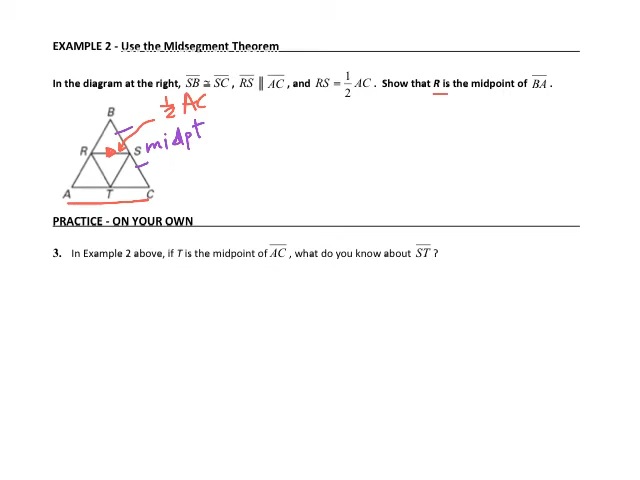 EXAMPLE 2 - Use the Midsegment Theorem
In the diagram at the right, SB ≅ SC, RS ∥ AC, and RS = 1/2 AC. Show that R is the midpoint of BA.
1/2 AC
B
R
S midpt
A T C
PRACTICE - ON YOUR OWN
3. In Example 2 above, if T is the midpoint of AC, what do you know about ST?